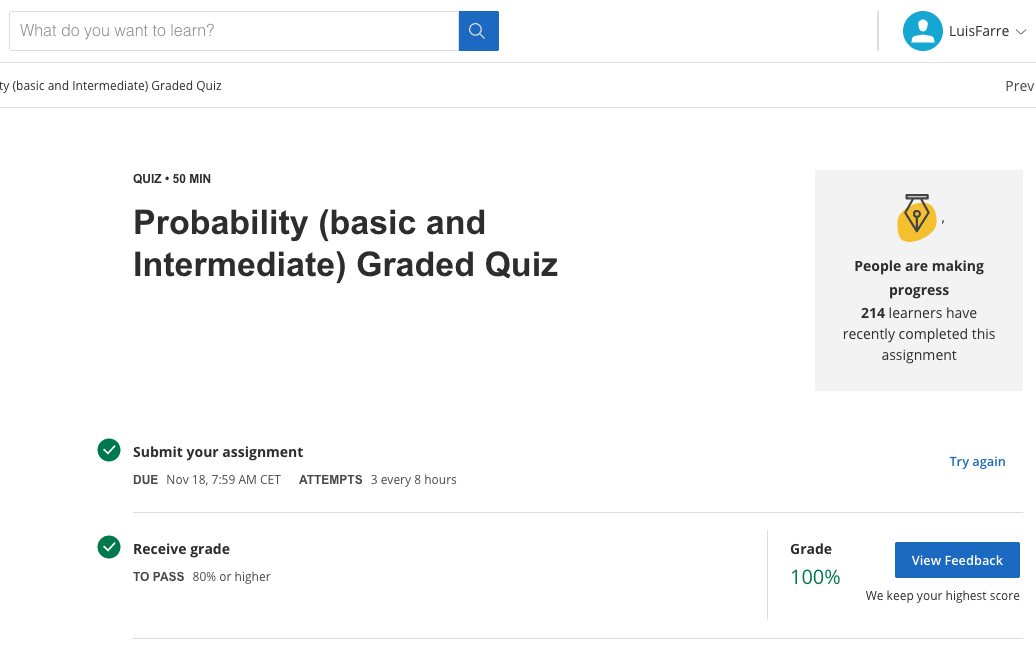 What do you want to learn?
LuisFarre
ty (basic and Intermediate) Graded Quiz
Prev
QUIZ • 50 MIN
Probability (basic and
Intermediate) Graded Quiz
,
People are making
progress
214 learners have
recently completed this
assignment
Submit your assignment
DUE Nov 18, 7:59 AM CET ATTEMPTS 3 every 8 hours
Try again
Receive grade
TO PASS 80% or higher
Grade
100%
View Feedback
We keep your highest score